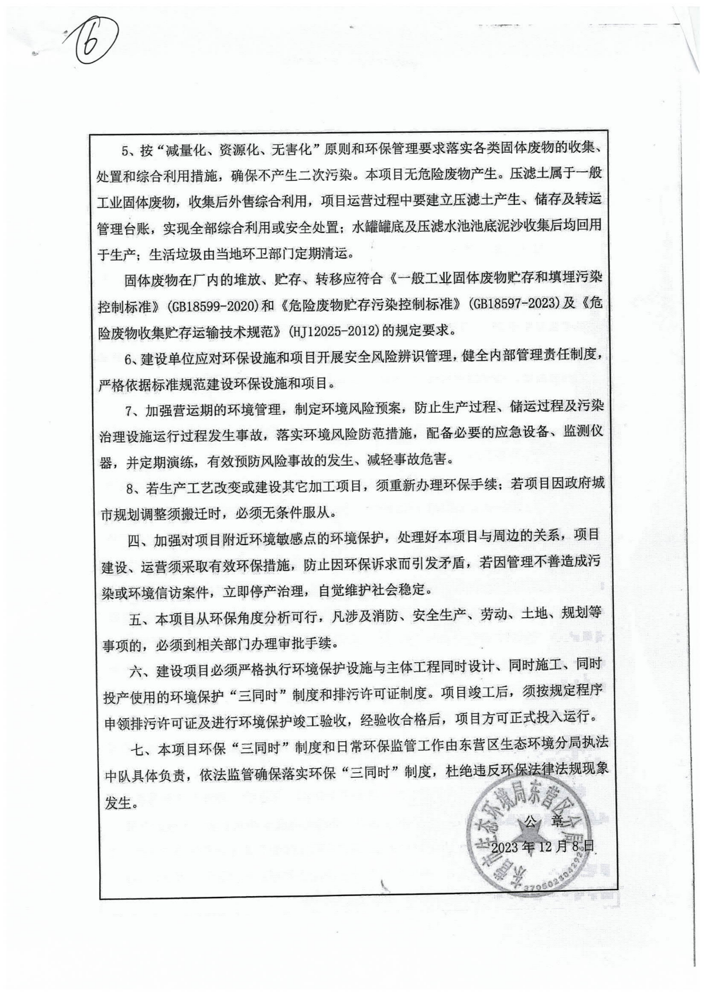 6
5、按“减量化、资源化、无害化”原则和环保管理要求落实各类固体废物的收集、
处置和综合利用措施，确保不产生二次污染。本项目无危险废物产生。压滤土属于一般
工业固体废物，收集后外售综合利用，项目运营过程中要建立压滤土产生、储存及转运
管理台账，实现全部综合利用或安全处置；水罐罐底及压滤水池池底泥沙收集后均回用
于生产；生活垃圾由当地环卫部门定期清运。
固体废物在厂内的堆放、贮存、转移应符合《一般工业固体废物贮存和填埋污染
控制标准》(GB18599-2020)和《危险废物贮存污染控制标准》(GB18597-2023)及《危
险废物收集贮存运输技术规范》(HJ12025-2012)的规定要求。
6、建设单位应对环保设施和项目开展安全风险辨识管理，健全内部管理责任制度，
严格依据标准规范建设环保设施和项目。
7、加强营运期的环境管理，制定环境风险预案，防止生产过程、储运过程及污染
治理设施运行过程发生事故，落实环境风险防范措施，配备必要的应急设备、监测仪
器，并定期演练，有效预防风险事故的发生、减轻事故危害。
8、若生产工艺改变或建设其它加工项目，须重新办理环保手续；若项目因政府城
市规划调整须搬迁时，必须无条件服从。
四、加强对项目附近环境敏感点的环境保护，处理好本项目与周边的关系，项目
建设、运营须采取有效环保措施，防止因环保诉求而引发矛盾，若因管理不善造成污
染或环境信访案件，立即停产治理，自觉维护社会稳定。
五、本项目从环保角度分析可行，凡涉及消防、安全生产、劳动、土地、规划等
事项的，必须到相关部门办理审批手续。
六、建设项目必须严格执行环境保护设施与主体工程同时设计、同时施工、同时
投产使用的环境保护“三同时”制度和排污许可证制度。项目竣工后，须按规定程序
申领排污许可证及进行环境保护竣工验收，经验收合格后，项目方可正式投入运行。
七、本项目环保“三同时”制度和日常环保监管工作由东营区生态环境分局执法
中队具体负责，依法监管确保落实环保“三同时”制度，杜绝违反环保法律法规现象
发生。
东营市生态环境局东营区分局
公 章
2023 年 12 月 8 日
3705023042926